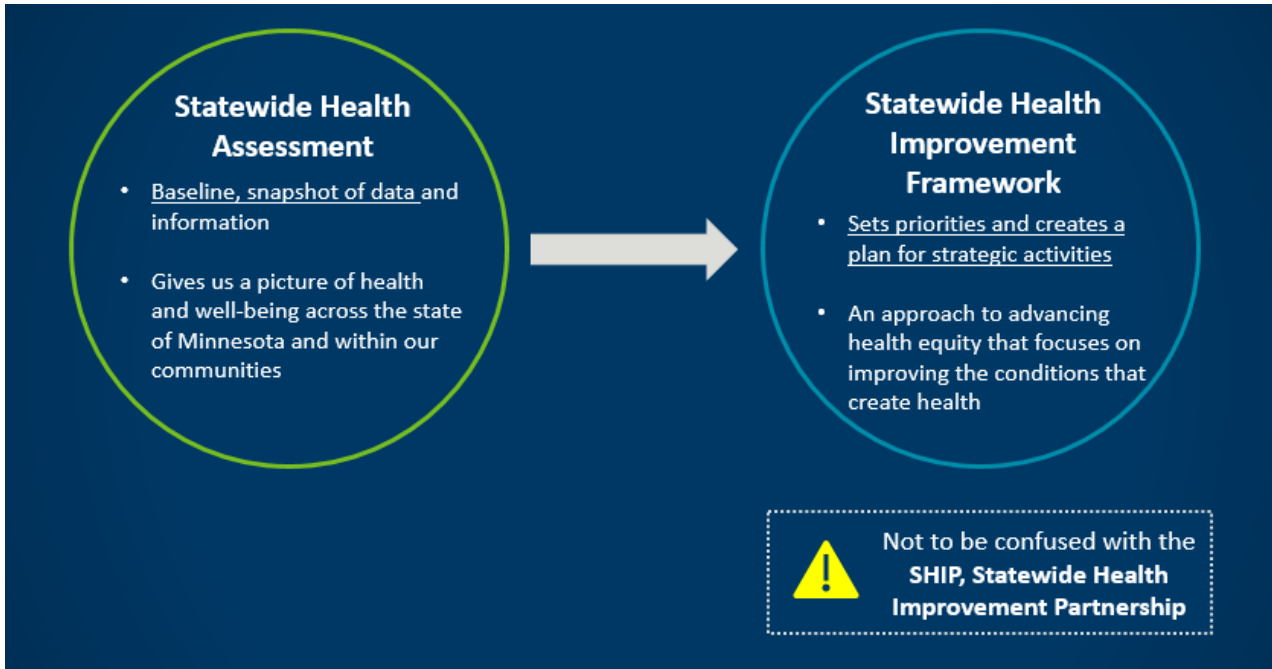 Statewide Health
Assessment
• Baseline, snapshot of data and
information
• Gives us a picture of health
and well-being across the state
of Minnesota and within our
communities
Statewide Health
Improvement
Framework
• Sets priorities and creates a
plan for strategic activities
• An approach to advancing
health equity that focuses on
improving the conditions that
create health
Not to be confused with the
SHIP, Statewide Health
Improvement Partnership